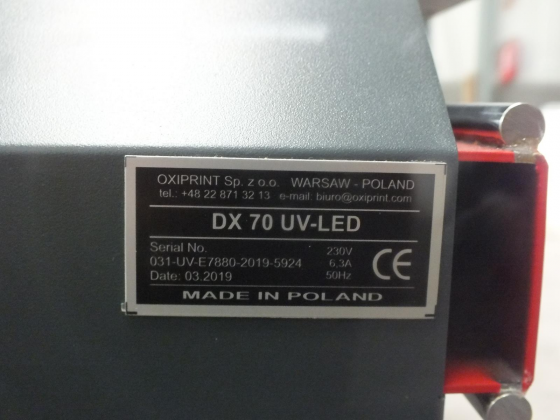 OXIPRINT Sp. z o.o. WARSAW - POLAND
tel.: +48 22 871 32 13 e-mail: biuro@oxiprint.com
DX 70 UV-LED
Serial No. 230V
031-UV-E7880-2019-5924 6,3A
Date: 03.2019 50Hz
CE
MADE IN POLAND